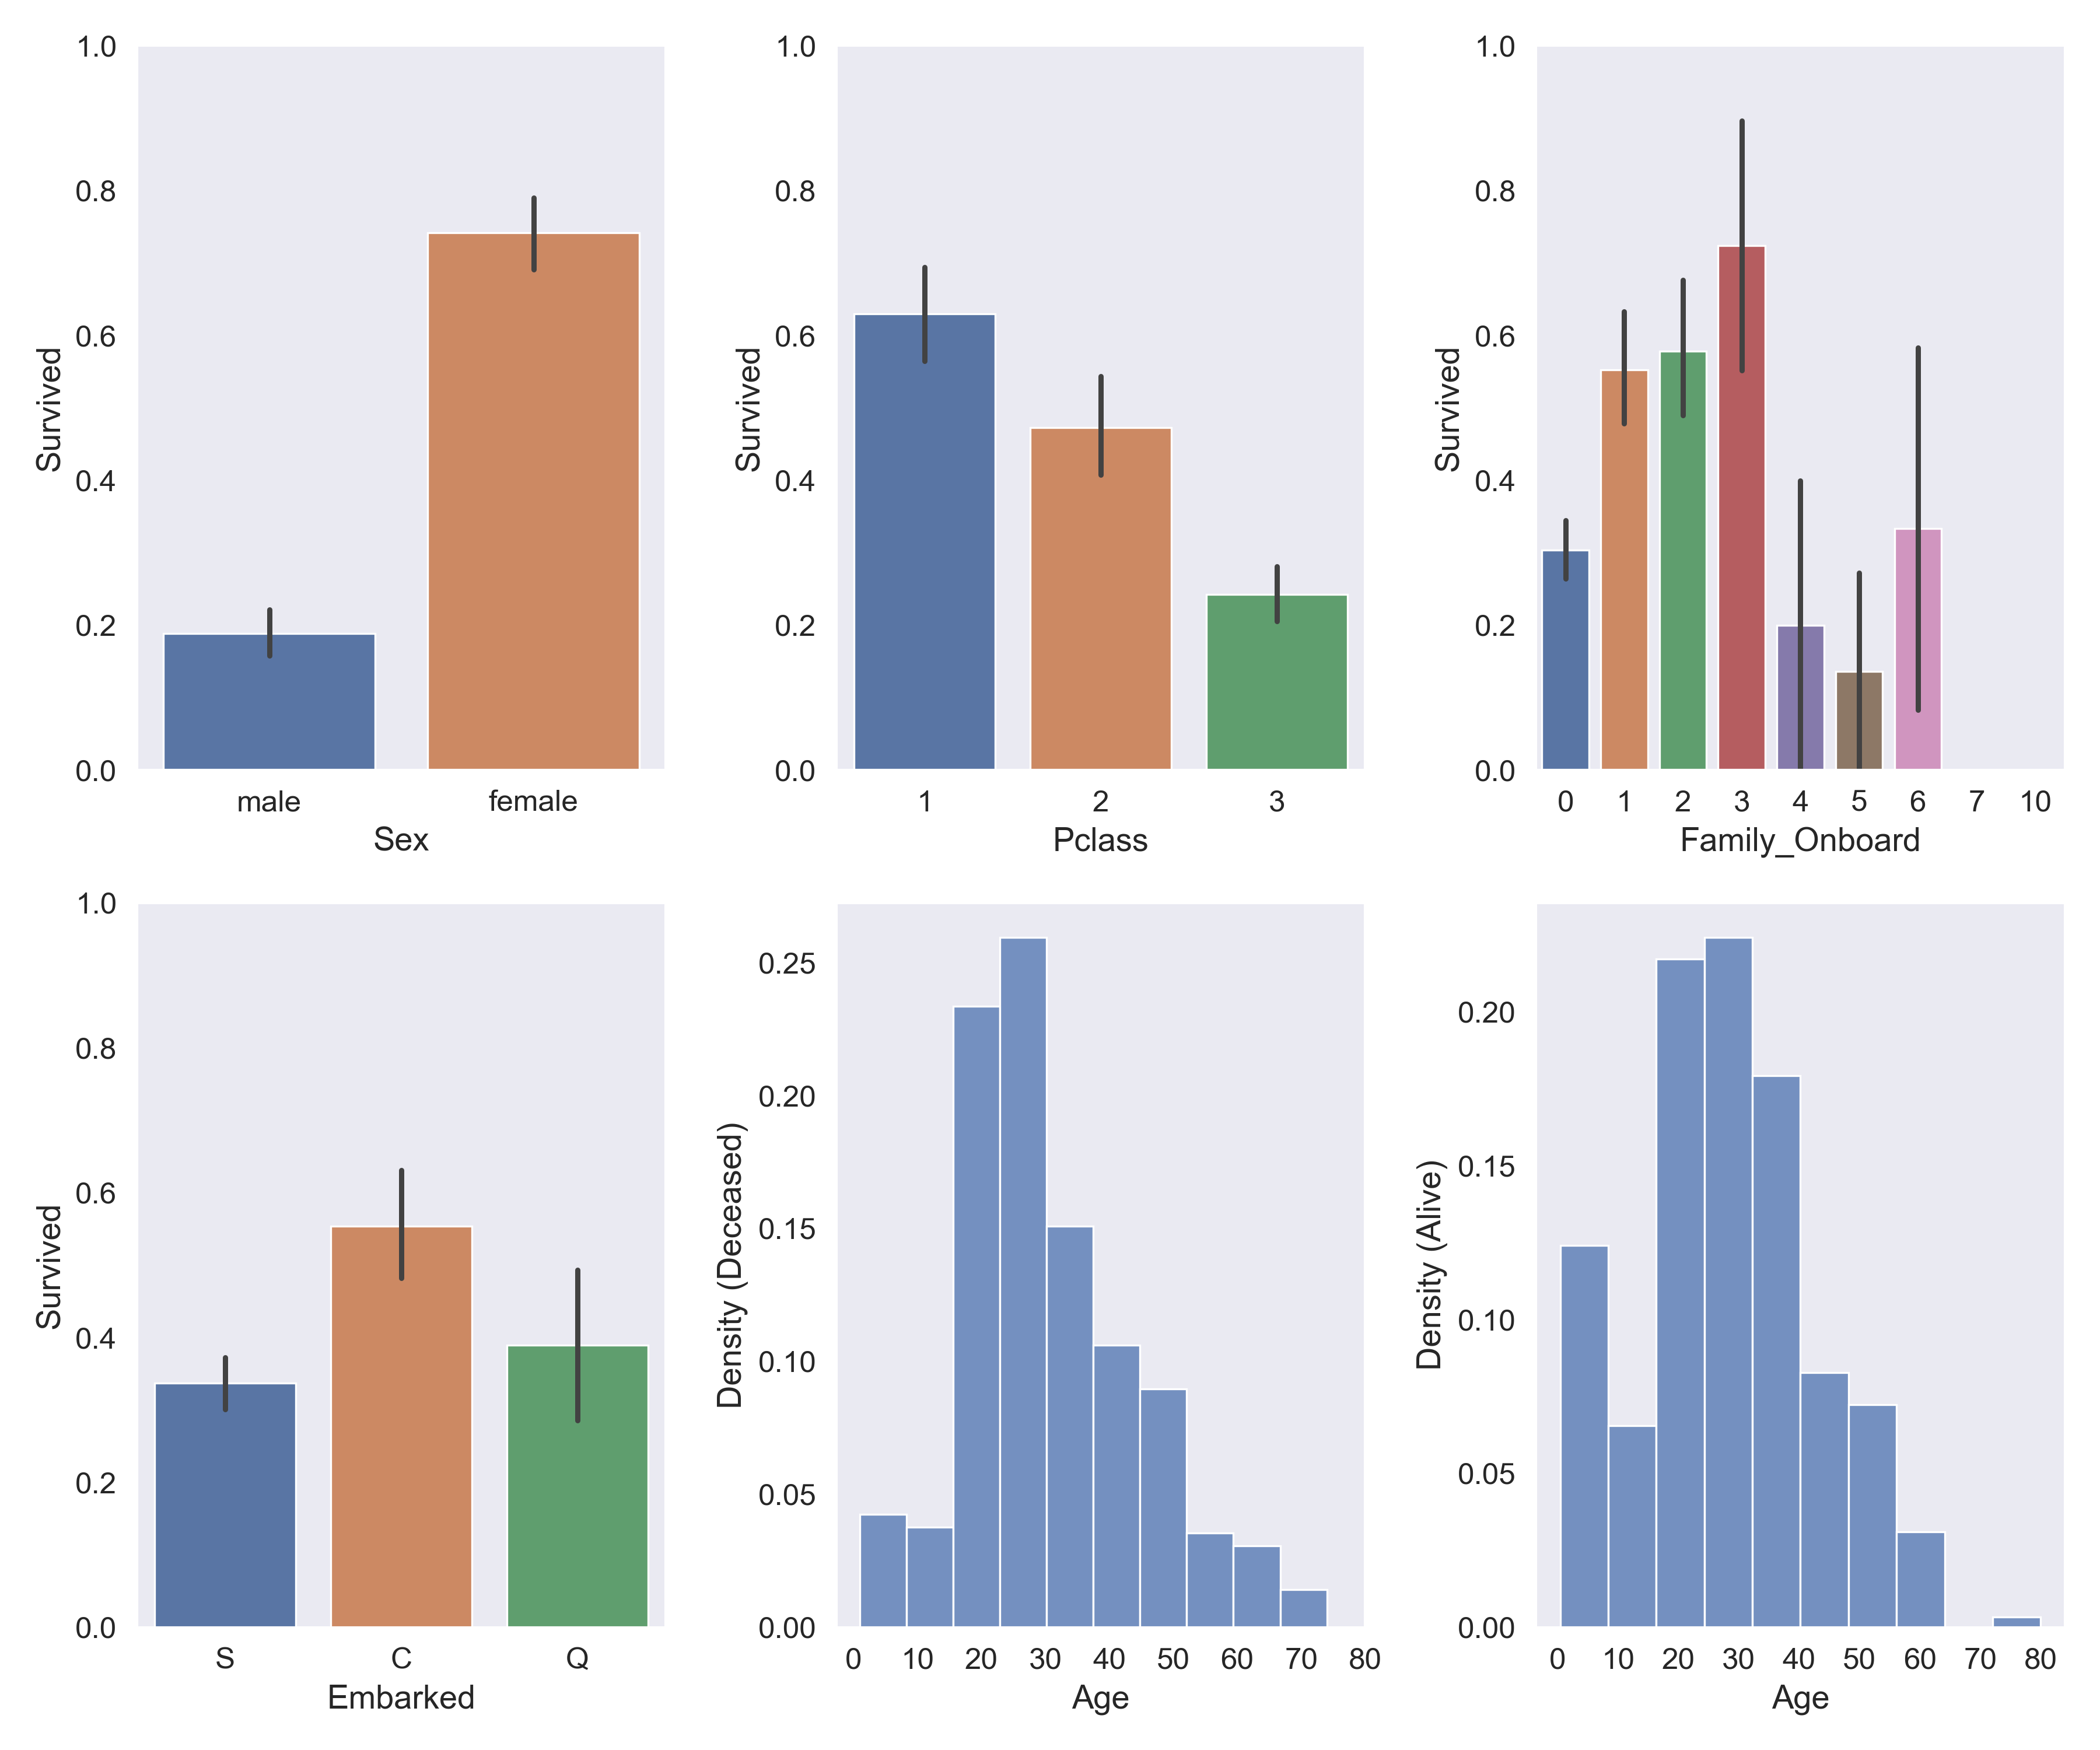 1.0
0.8
0.6
0.4
0.2
0.0
Survived
male female
Sex
1.0
0.8
0.6
0.4
0.2
0.0
Survived
1 2 3
Pclass
1.0
0.8
0.6
0.4
0.2
0.0
Survived
0 1 2 3 4 5 6 7 10
Family_Onboard
1.0
0.8
0.6
0.4
0.2
0.0
Survived
S C Q
Embarked
0.25
0.20
0.15
0.10
0.05
0.00
Density (Deceased)
0 10 20 30 40 50 60 70 80
Age
0.20
0.15
0.10
0.05
0.00
Density (Alive)
0 10 20 30 40 50 60 70 80
Age